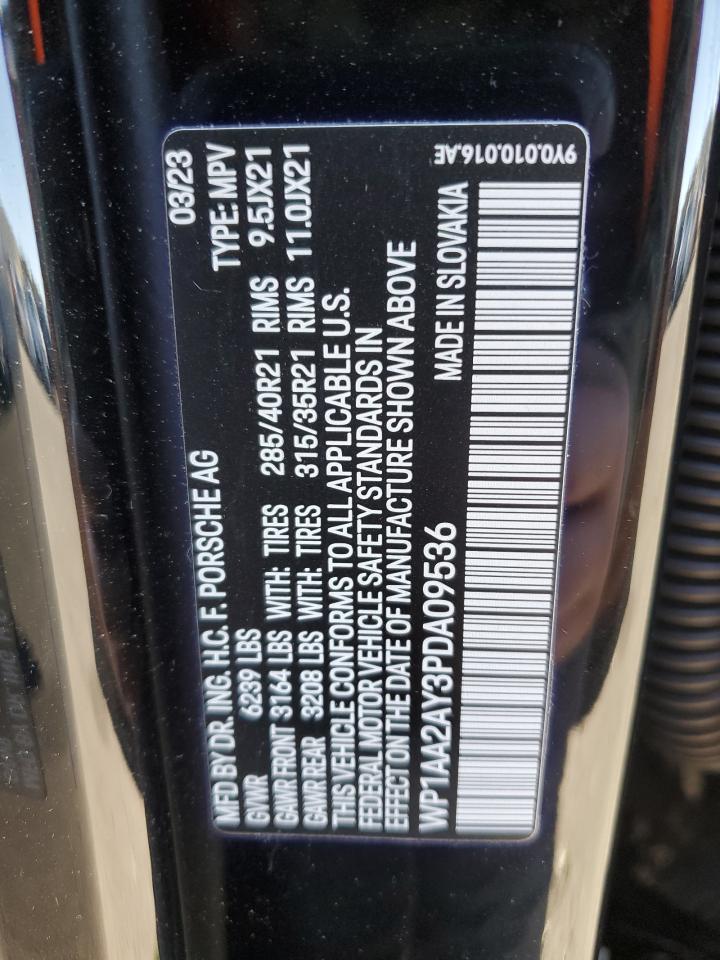 MFD BY DR. ING. H.C. F. PORSCHE AG 03/23
GVWR 6239 LBS TYPE: MPV
GAWR FRONT 3164 LBS WITH: TIRES 285/40R21 RIMS 9.5JX21
GAWR REAR 3208 LBS WITH: TIRES 315/35R21 RIMS 11.0JX21
THIS VEHICLE CONFORMS TO ALL APPLICABLE U.S.
FEDERAL MOTOR VEHICLE SAFETY STANDARDS IN
EFFECT ON THE DATE OF MANUFACTURE SHOWN ABOVE
WP1AA2AY3PDA09536 MADE IN SLOVAKIA
9Y0.010.016.AE